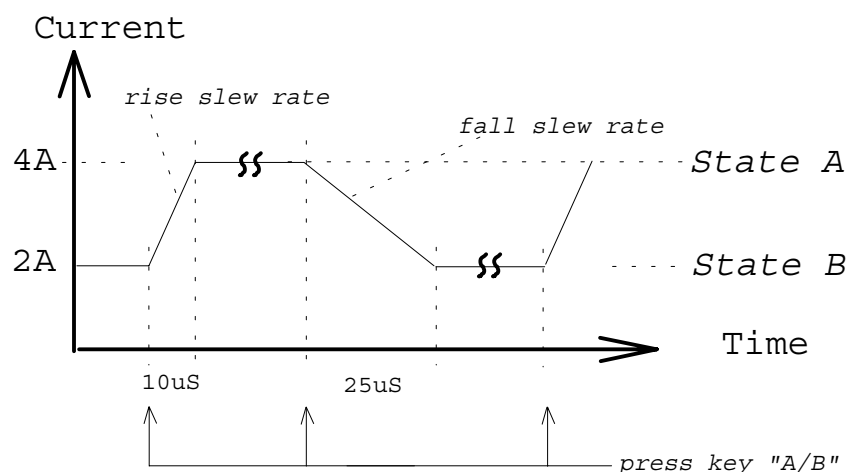 Current
rise slew rate
fall slew rate
4A
State A
2A
State B
Time
10uS
25uS
press key "A/B"